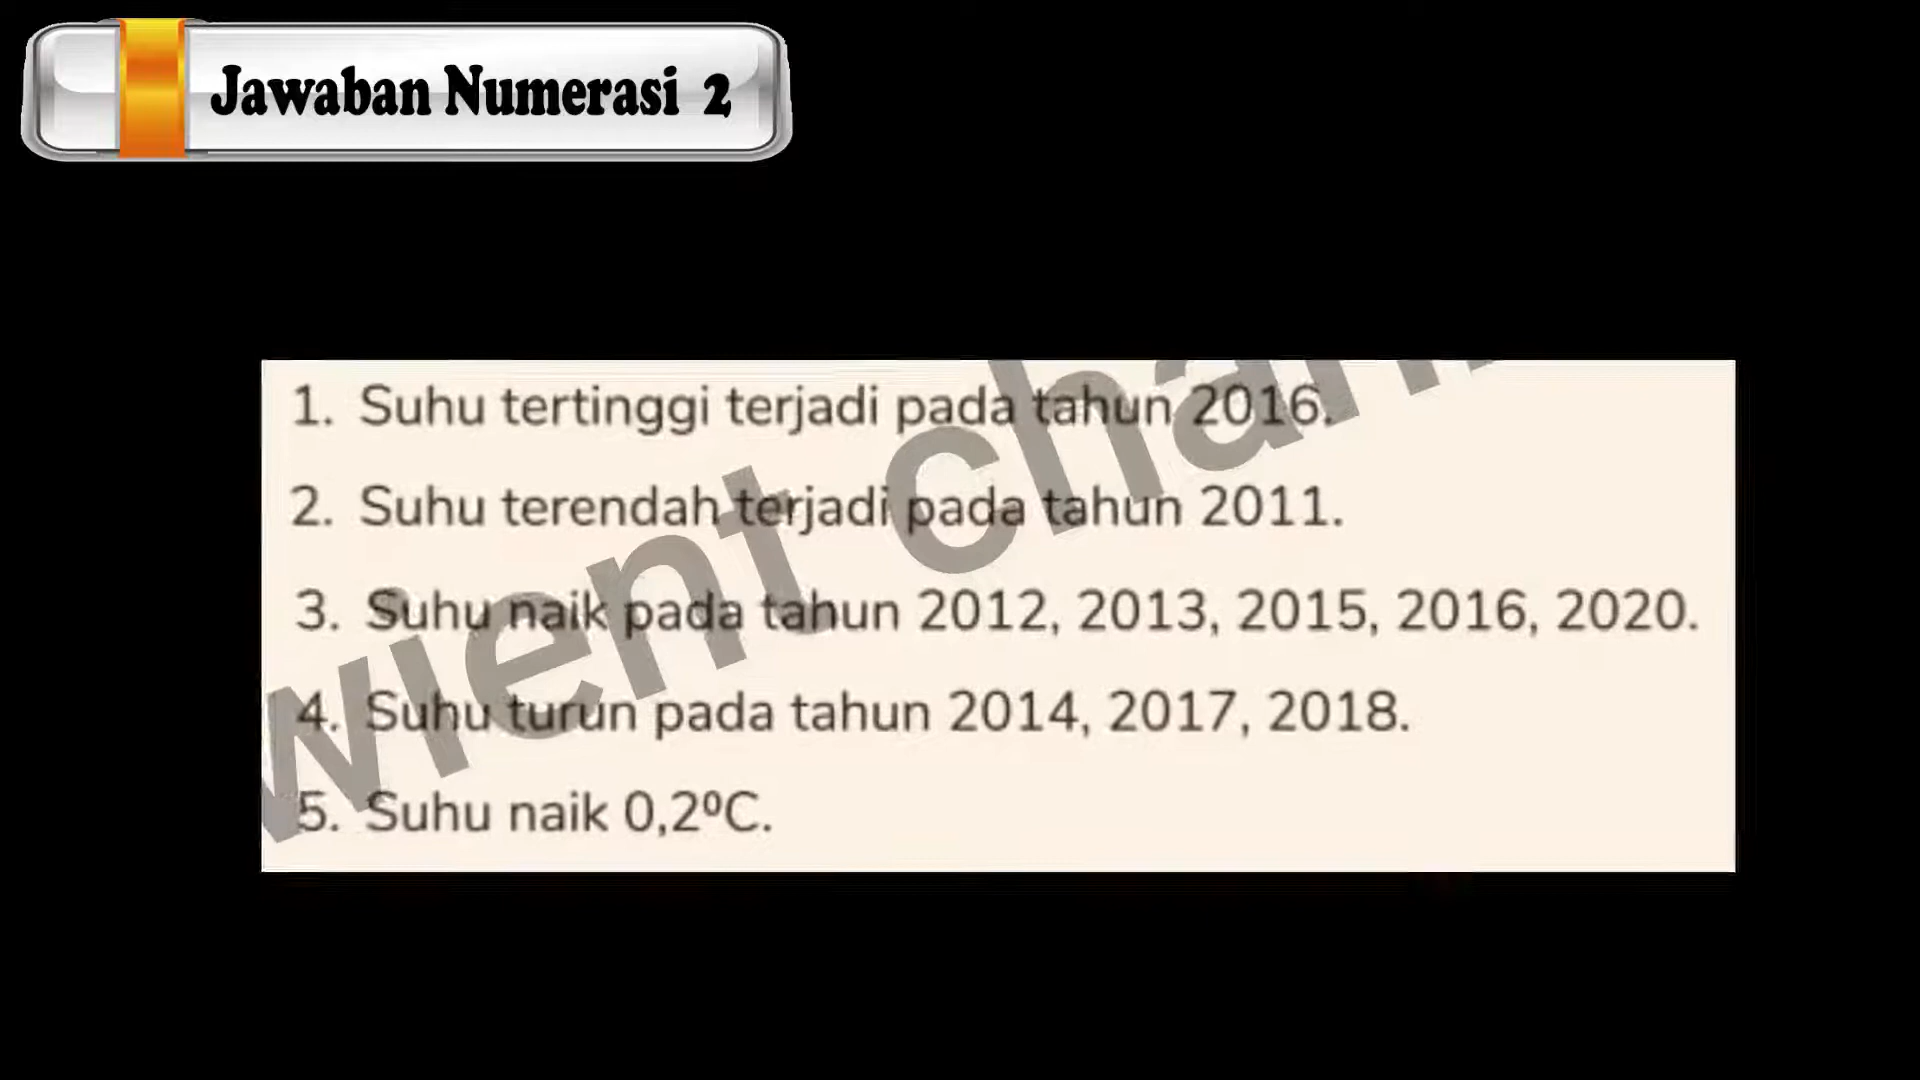 Jawaban Numerasi 2
1. Suhu tertinggi terjadi pada tahun 2016.
2. Suhu terendah terjadi pada tahun 2011.
3. Suhu naik pada tahun 2012, 2013, 2015, 2016, 2020.
4. Suhu turun pada tahun 2014, 2017, 2018.
5. Suhu naik 0,2⁰C.
wient